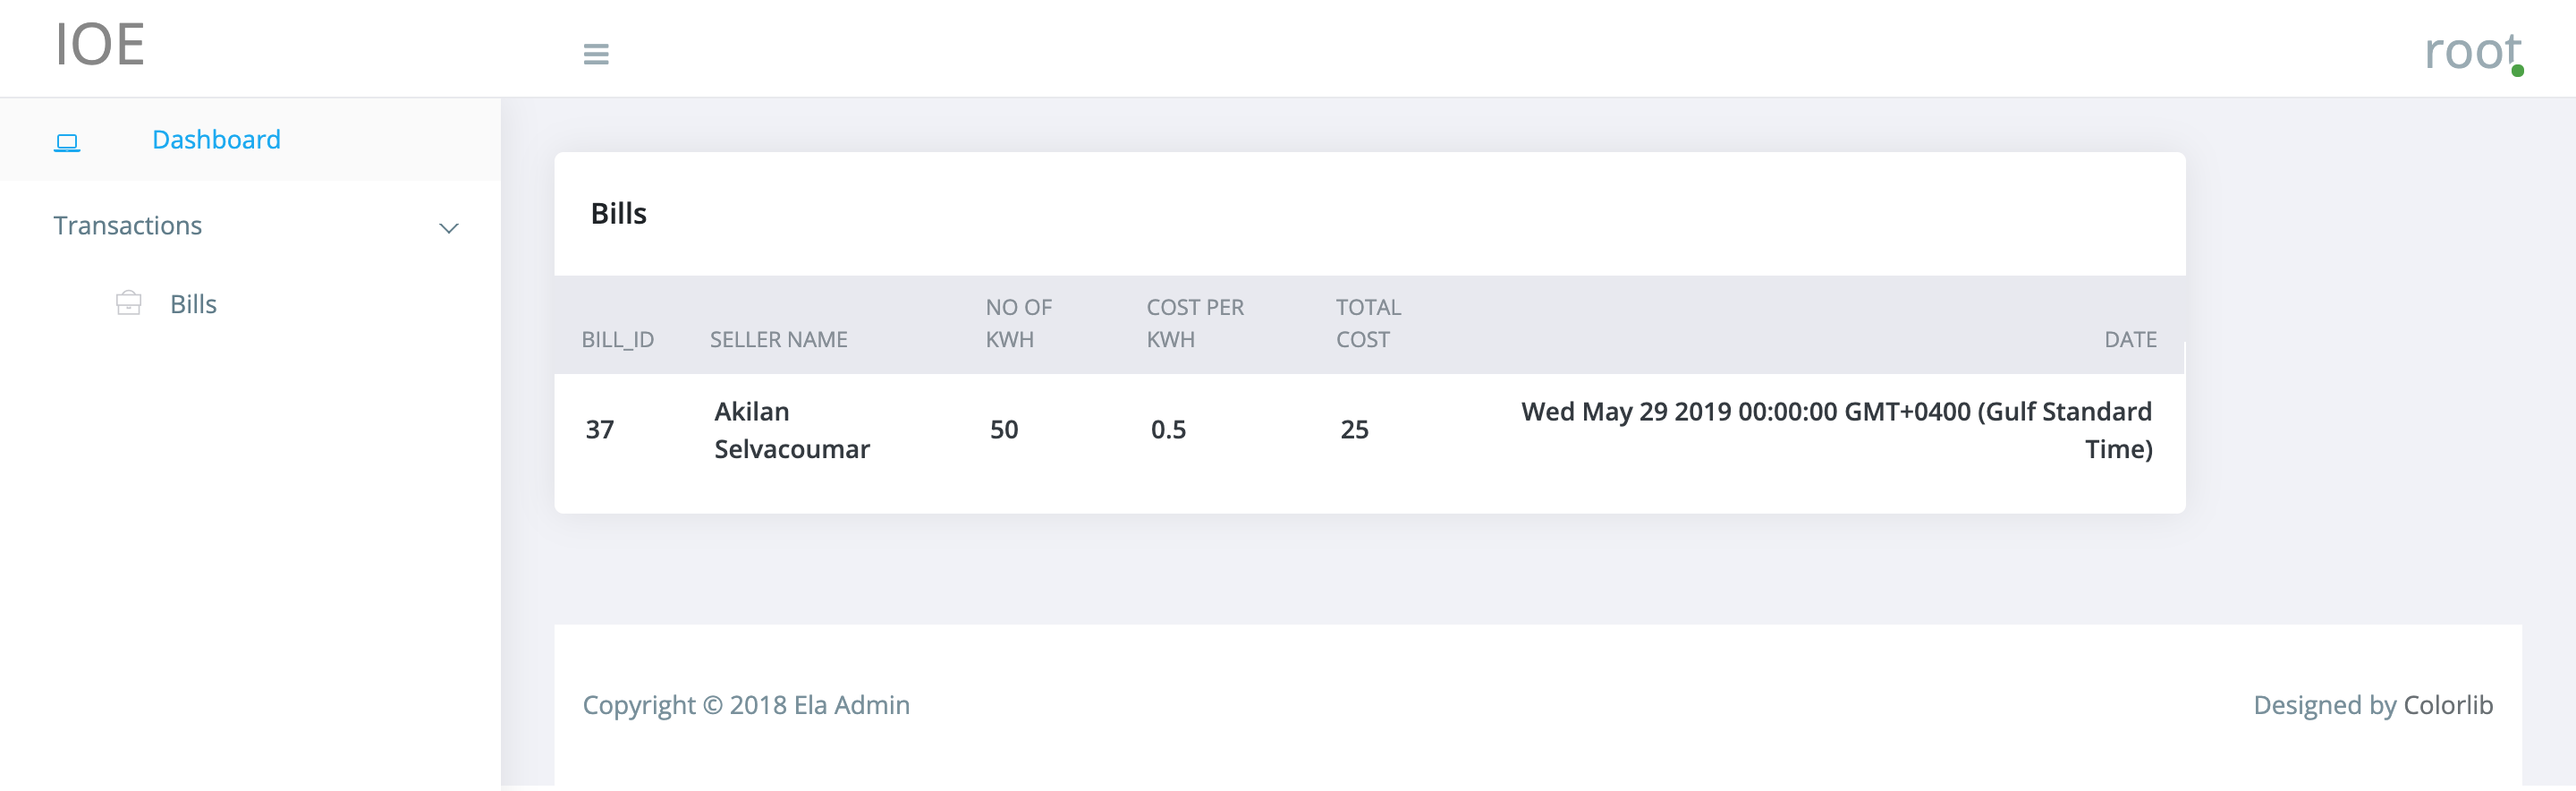 IOE
root
Dashboard
Transactions
Bills
Bills
BILL_ID SELLER NAME NO OF KWH COST PER KWH TOTAL COST DATE
37 Akilan Selvacoumar 50 0.5 25 Wed May 29 2019 00:00:00 GMT+0400 (Gulf Standard Time)
Copyright © 2018 Ela Admin
Designed by Colorlib